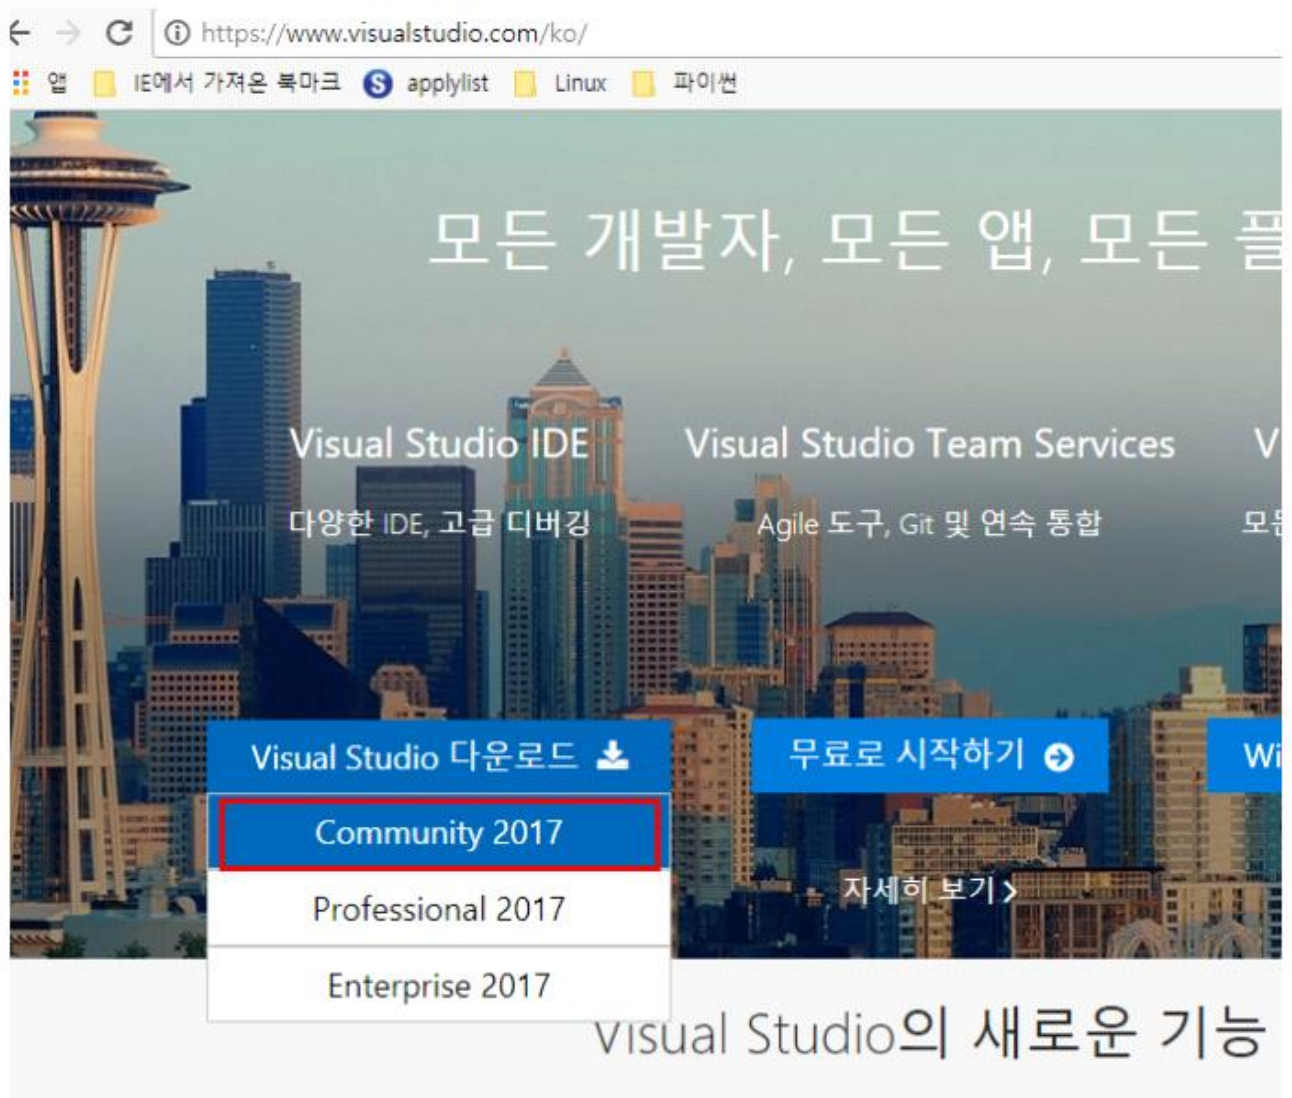 https://www.visualstudio.com/ko/
앱 IE에서 가져온 북마크 S applylist Linux 파이썬
모든 개발자, 모든 앱, 모든 플
Visual Studio IDE Visual Studio Team Services V
다양한 IDE, 고급 디버깅 Agile 도구, Git 및 연속 통합 모든
Visual Studio 다운로드 무료로 시작하기 Wi
Community 2017
Professional 2017
자세히 보기
Enterprise 2017
Visual Studio의 새로운 기능